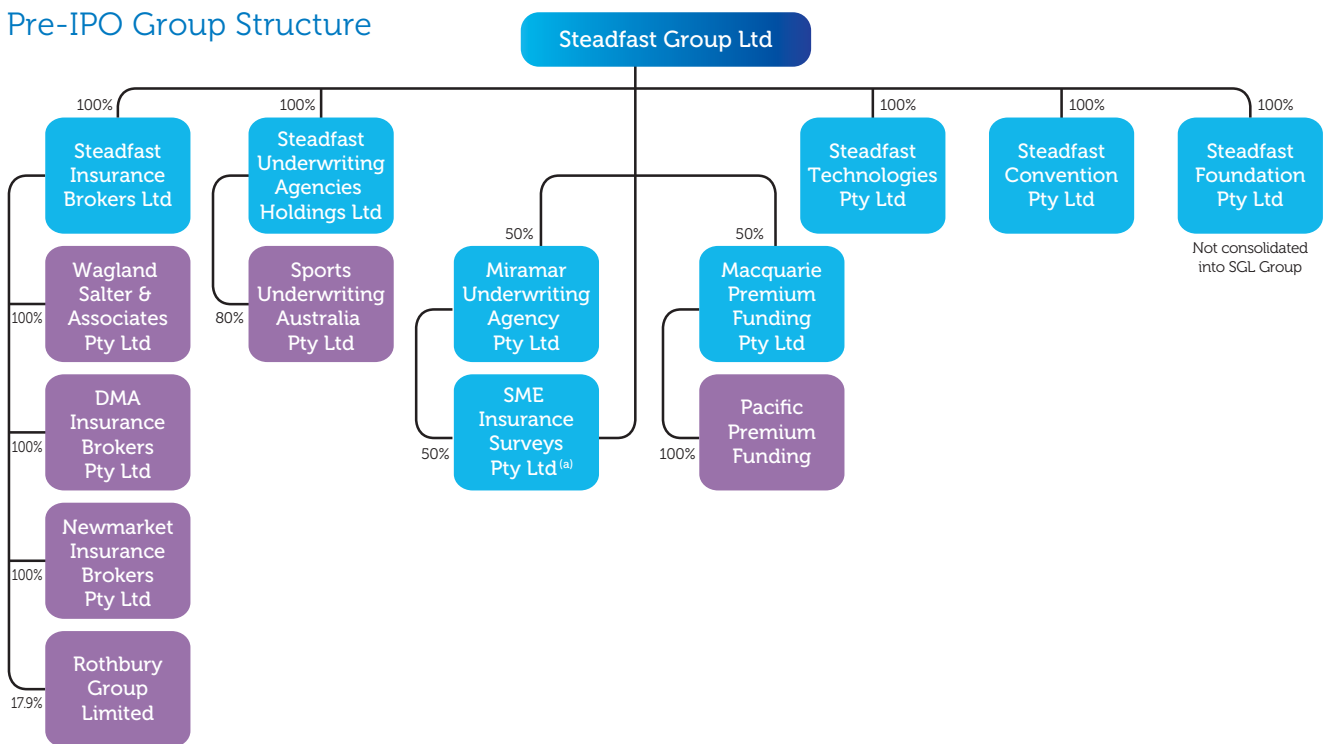 Pre-IPO Group Structure
Steadfast Group Ltd
100%
100%
100%
100%
100%
Steadfast
Insurance
Brokers Ltd
Steadfast
Underwriting
Agencies
Holdings Ltd
Steadfast
Technologies
Pty Ltd
Steadfast
Convention
Pty Ltd
Steadfast
Foundation
Pty Ltd
Not consolidated
into SGL Group
50%
50%
100%
Wagland
Salter &
Associates
Pty Ltd
80%
Sports
Underwriting
Australia
Pty Ltd
Miramar
Underwriting
Agency
Pty Ltd
Macquarie
Premium
Funding
Pty Ltd
100%
DMA
Insurance
Brokers
Pty Ltd
50%
SME
Insurance
Surveys
Pty Ltd (a)
100%
Pacific
Premium
Funding
100%
Newmarket
Insurance
Brokers
Pty Ltd
17.9%
Rothbury
Group
Limited